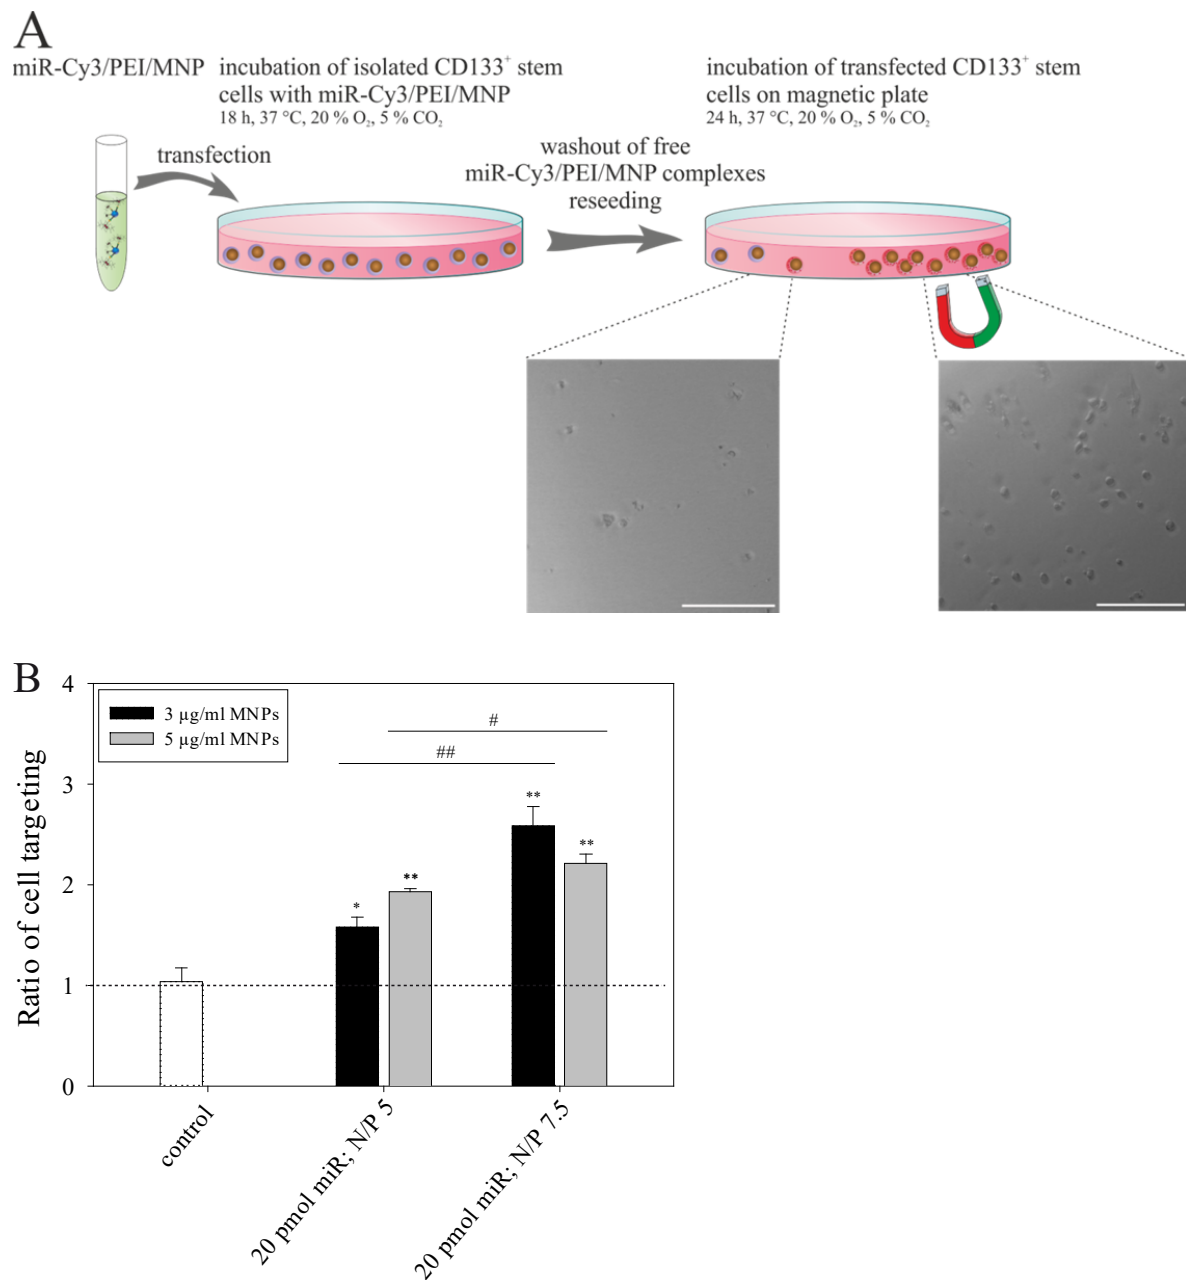 A
miR-Cy3/PEI/MNP
incubation of isolated CD133⁺ stem
cells with miR-Cy3/PEI/MNP
18 h, 37 °C, 20 % O₂, 5 % CO₂
transfection
washout of free
miR-Cy3/PEI/MNP complexes
reseeding
incubation of transfected CD133⁺ stem
cells on magnetic plate
24 h, 37 °C, 20 % O₂, 5 % CO₂
B
Ratio of cell targeting
4
3
2
1
0
3 µg/ml MNPs
5 µg/ml MNPs
#
##
*
**
**
**
control
20 pmol miR; N/P 5
20 pmol miR; N/P 7.5